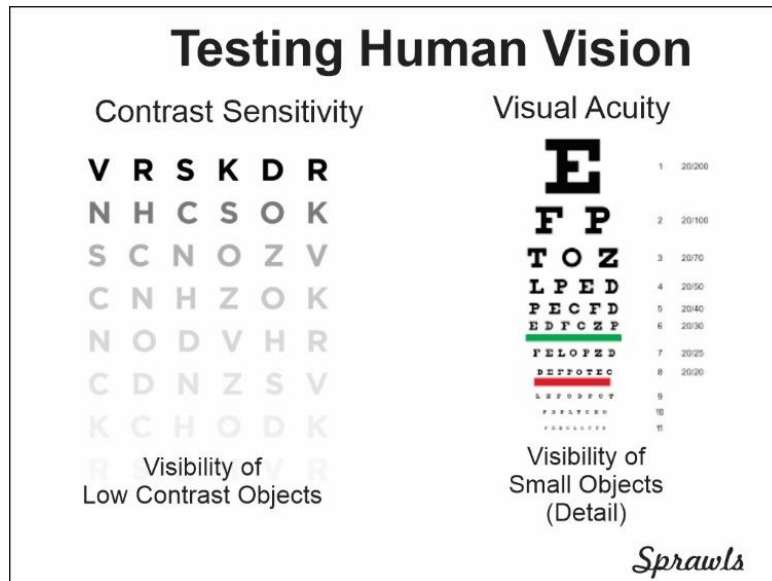 Testing Human Vision
Contrast Sensitivity
V R S K D R
N H C S O K
S C N O Z V
C N H Z O K
N O D V H R
C D N Z S V
K C H O D K
R V R
Visibility of
Low Contrast Objects
Visual Acuity
E 1 20/200
F P 2 20/100
T O Z 3 20/70
L P E D 4 20/50
P E C F D 5 20/40
E D F C Z P 6 20/30
F E L O P Z D 7 20/25
D E F P O T E C 8 20/20
L E F O D P C T 9
F D P L T C E O 10
11
Visibility of
Small Objects
(Detail)
Sprawls